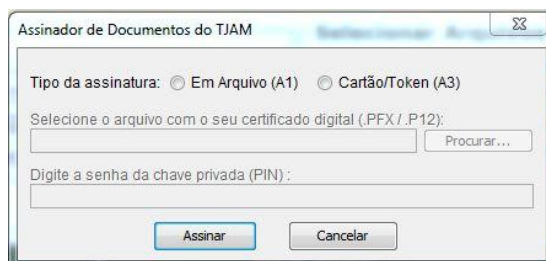 Assinador de Documentos do TJAM
Selecionar
Tipo da assinatura: Em Arquivo (A1) Cartão/Token (A3)
Selecione o arquivo com o seu certificado digital (.PFX / .P12):
Procurar...
Digite a senha da chave privada (PIN) :
Assinar Cancelar